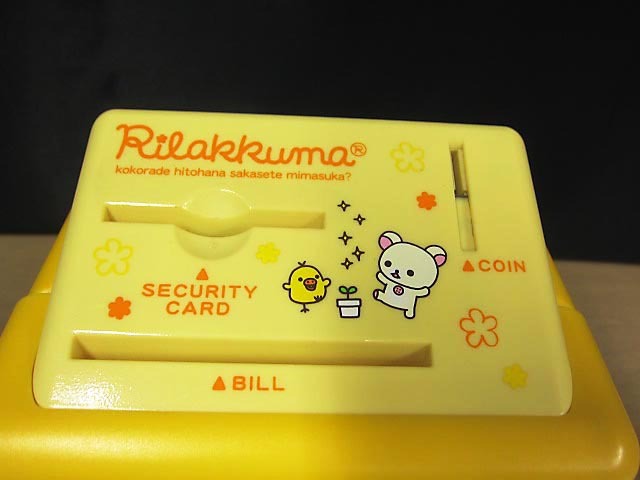 Rilakkuma®
kokorade hitohana sakasete mimasuka?
▲COIN
▲
SECURITY
CARD
R
▲BILL